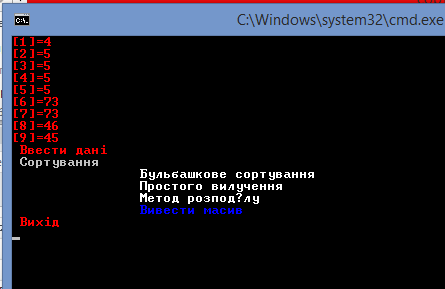 C:\Windows\system32\cmd.exe
[1]=4
[2]=5
[3]=5
[4]=5
[5]=5
[6]=73
[7]=73
[8]=46
[9]=45
Ввести дані
Сортування
Бульбашкове сортування
Простого вилучення
Метод розпод?лу
Вивести масив
Вихід